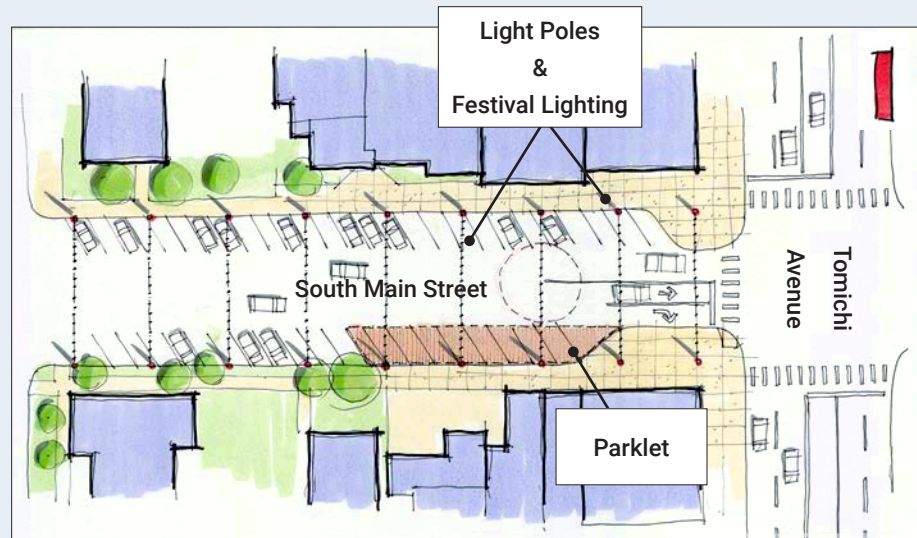 Light Poles
&
Festival Lighting
South Main Street
Tomichi
Avenue
Parklet